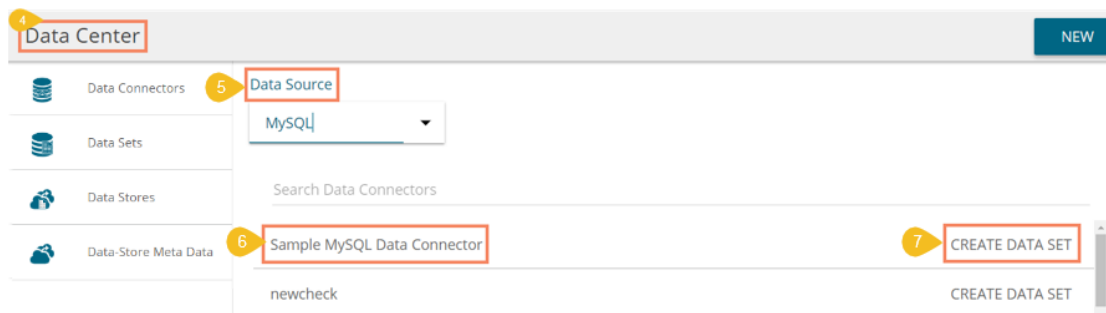 4
Data Center
NEW
Data Connectors
5
Data Source
MySQL
Data Sets
Search Data Connectors
Data Stores
6
Sample MySQL Data Connector
7
CREATE DATA SET
Data-Store Meta Data
newcheck
CREATE DATA SET